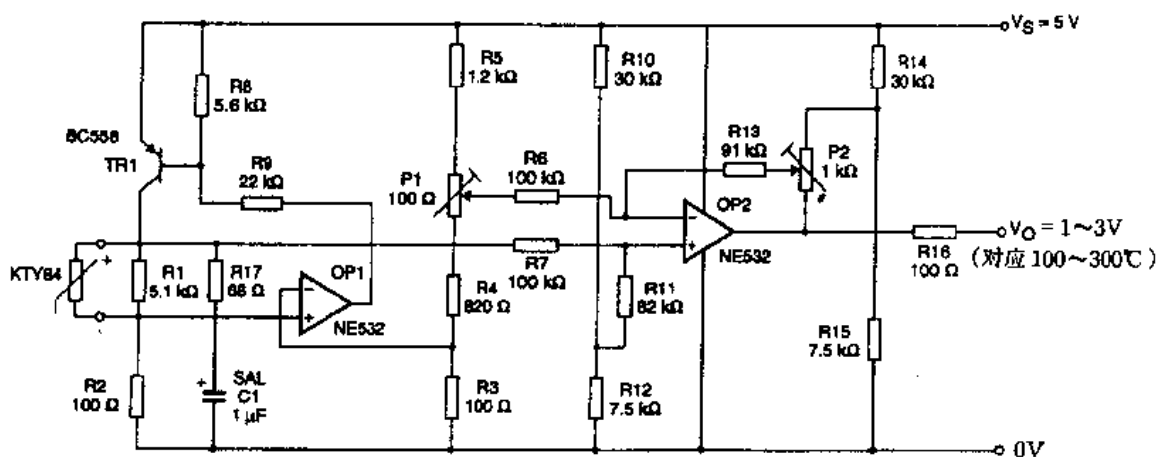 VS = 5 V
R5
1.2 kΩ
R10
30 kΩ
R14
30 kΩ
R8
5.6 kΩ
BC558
TR1
R9
22 kΩ
P1
100 Ω
R6
100 kΩ
R13
91 kΩ
P2
1 kΩ
OP2
NE532
VO = 1～3V
(对应 100～300℃)
R16
100 Ω
KTY84
R1
5.1 kΩ
R17
68 Ω
OP1
NE532
R7
100 kΩ
R4
820 Ω
R11
82 kΩ
R15
7.5 kΩ
R2
100 Ω
SAL
C1
1 μF
R3
100 Ω
R12
7.5 kΩ
0V